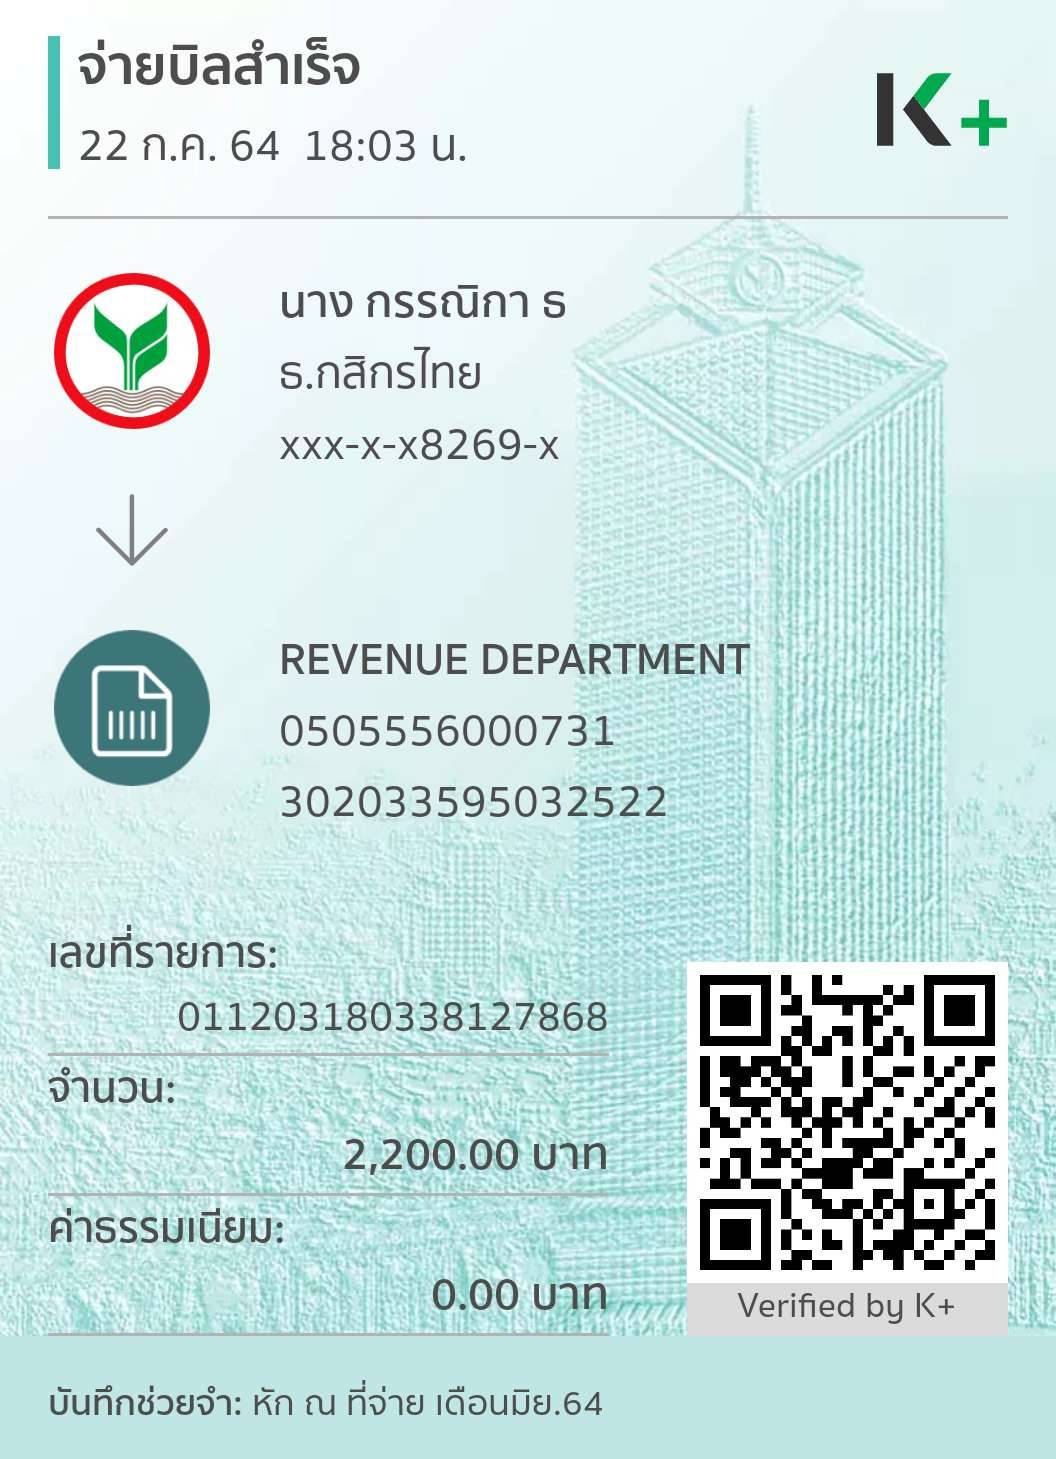 จ่ายบิลสำเร็จ
22 ก.ค. 64 18:03 น.
K+
นาง กรรณิกา ธ
ธ.กสิกรไทย
xxx-x-x8269-x
REVENUE DEPARTMENT
0505556000731
302033595032522
เลขที่รายการ:
011203180338127868
จำนวน:
2,200.00 บาท
ค่าธรรมเนียม:
0.00 บาท
Verified by K+
บันทึกช่วยจำ: หัก ณ ที่จ่าย เดือนมิย.64